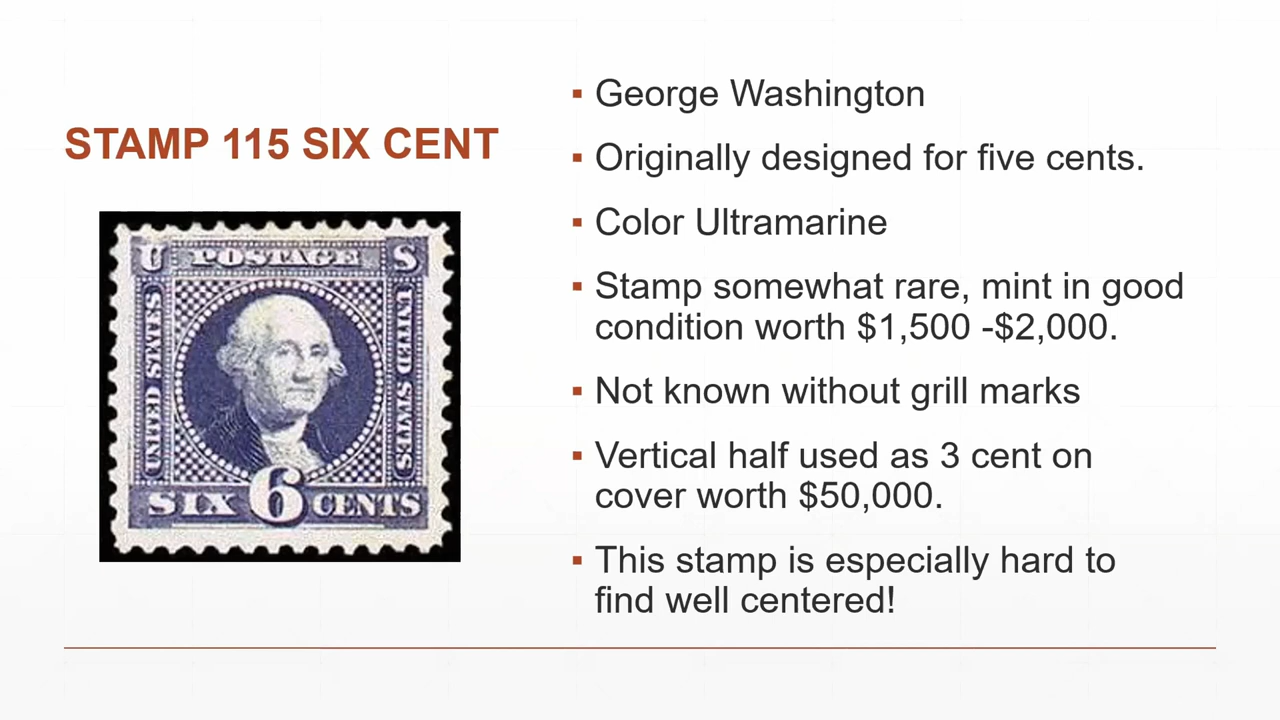 STAMP 115 SIX CENT
U POSTAGE S
UNITED STATES
UNITED STATES
SIX 6 CENTS
▪ George Washington
▪ Originally designed for five cents.
▪ Color Ultramarine
▪ Stamp somewhat rare, mint in good
condition worth $1,500 -$2,000.
▪ Not known without grill marks
▪ Vertical half used as 3 cent on
cover worth $50,000.
▪ This stamp is especially hard to
find well centered!